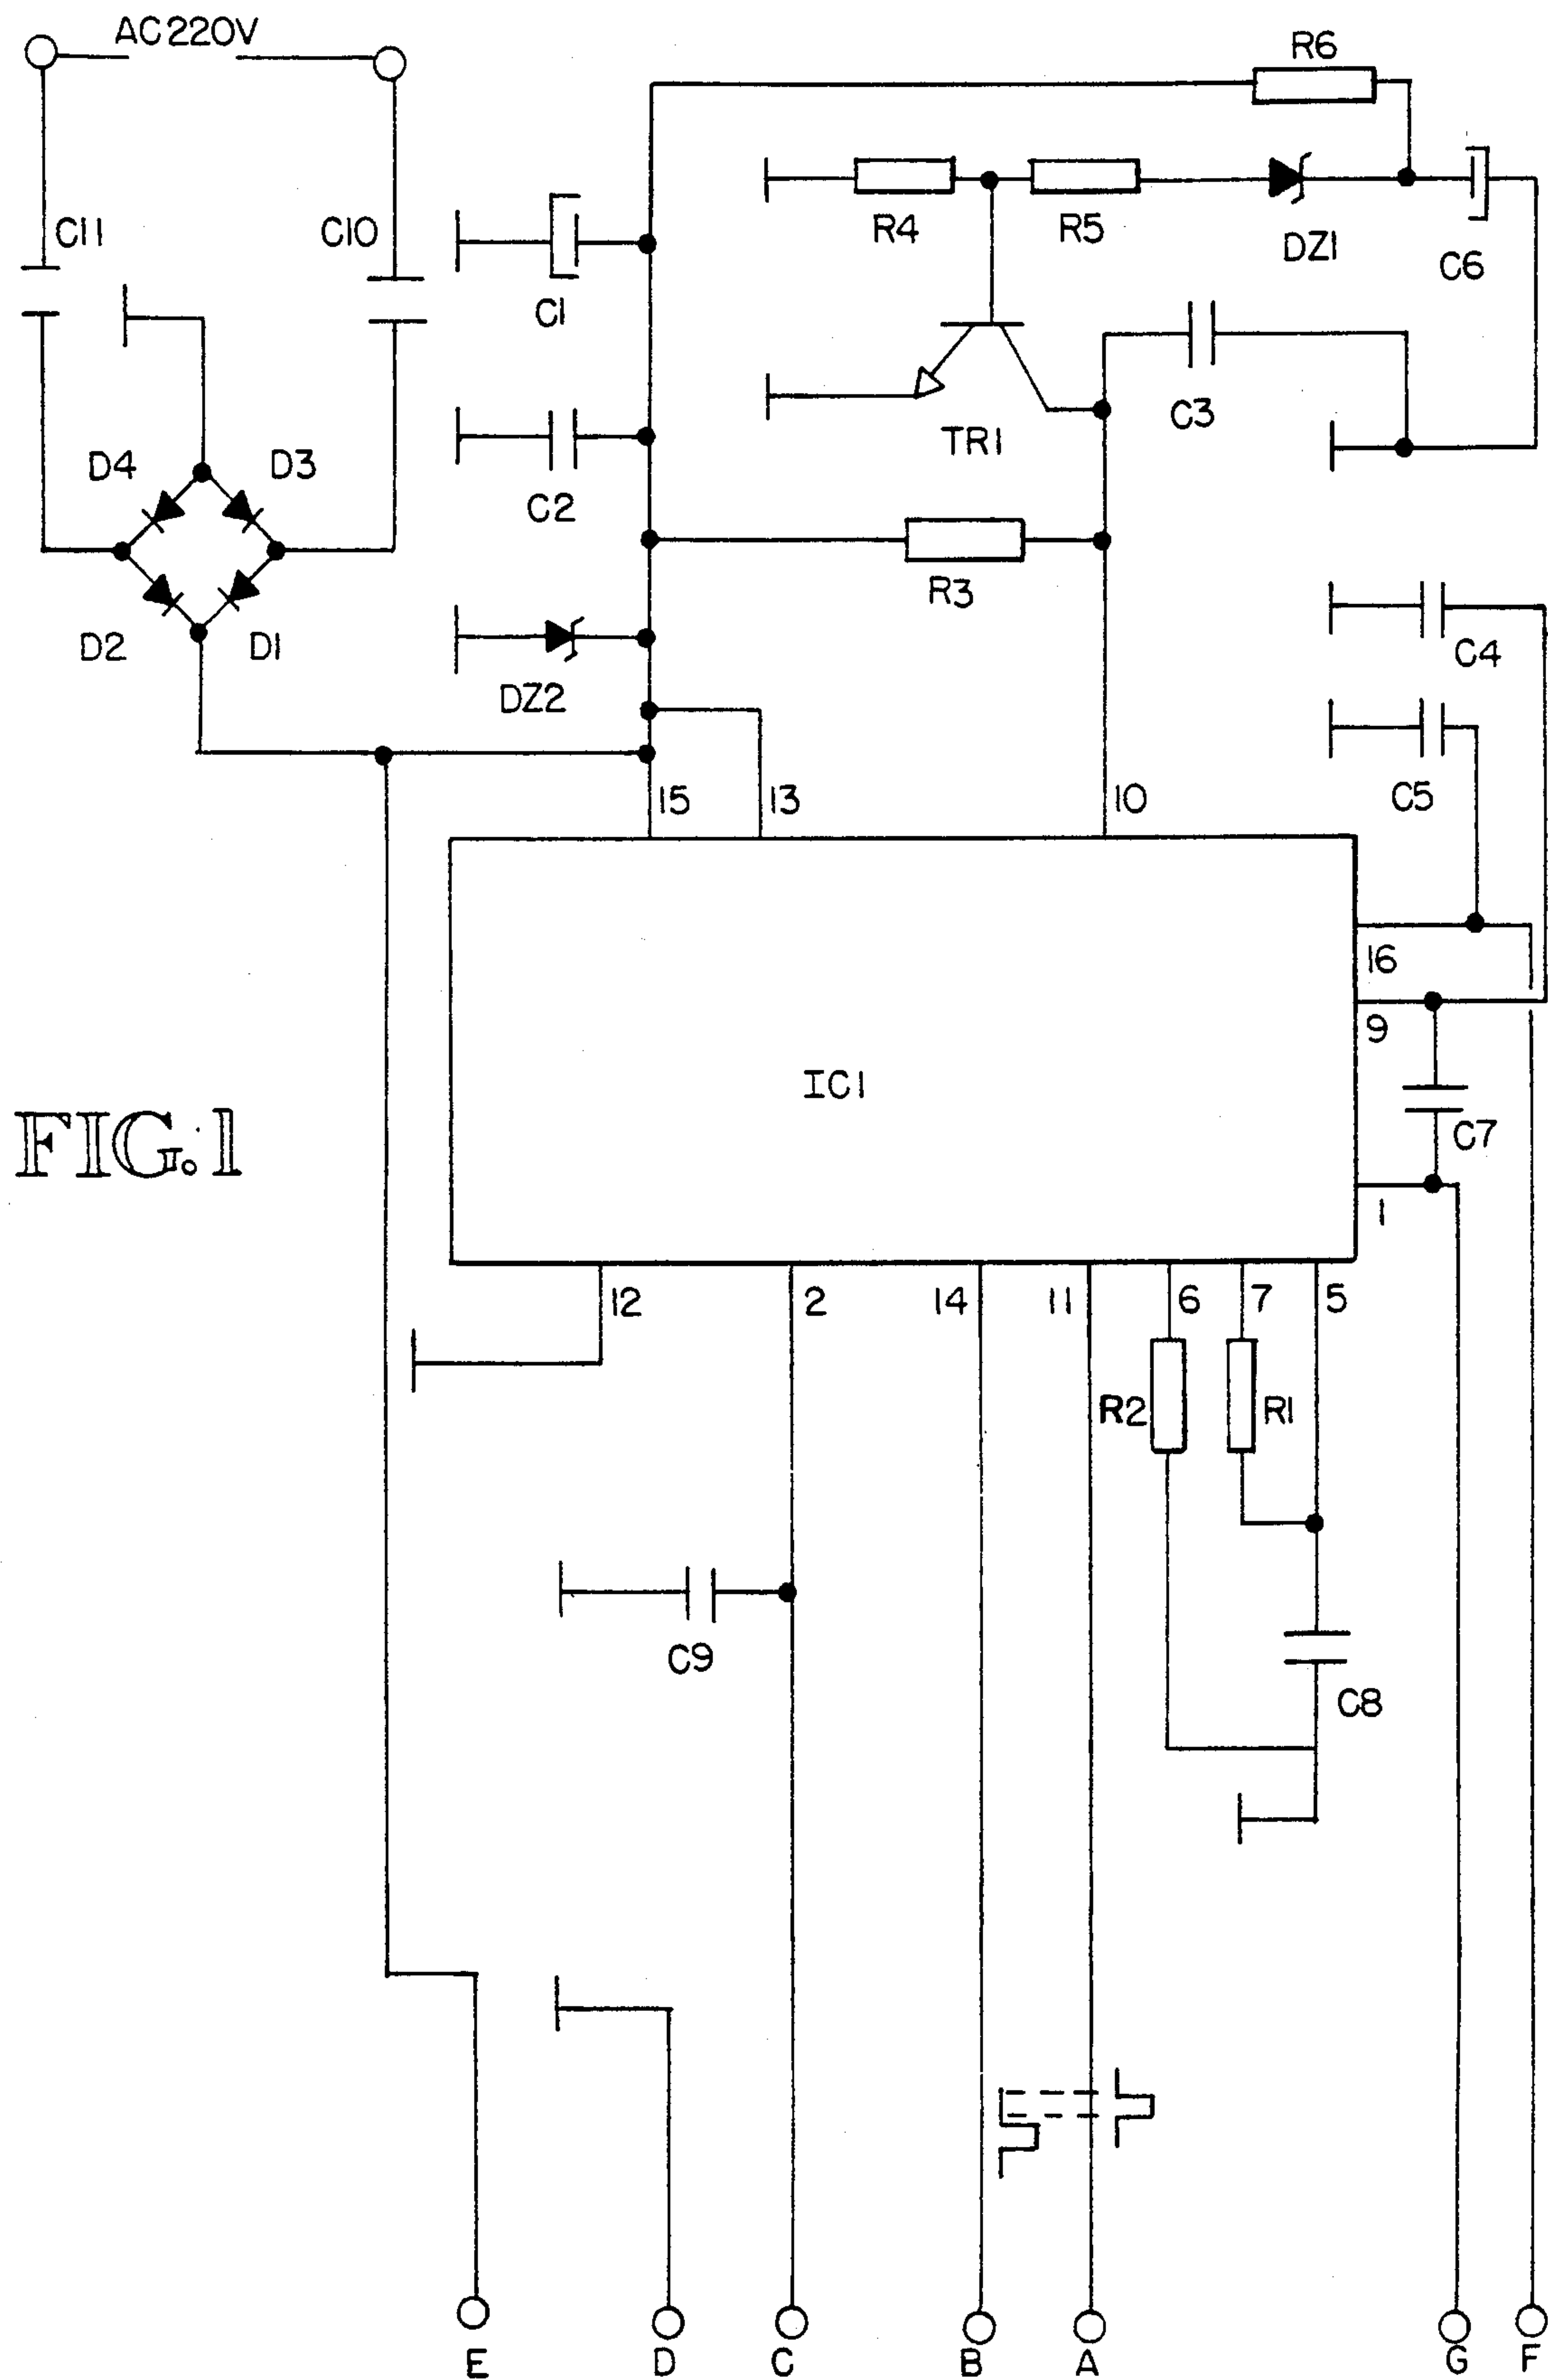 AC220V
R6
C11
C10
R4
R5
DZ1
C6
C1
C3
TR1
D4
D3
C2
R3
D2
D1
C4
DZ2
C5
15
13
10
16
9
IC1
FIG.1
C7
1
12
2
14
11
6
7
5
R2
R1
C9
C8
E
D
C
B
A
G
F